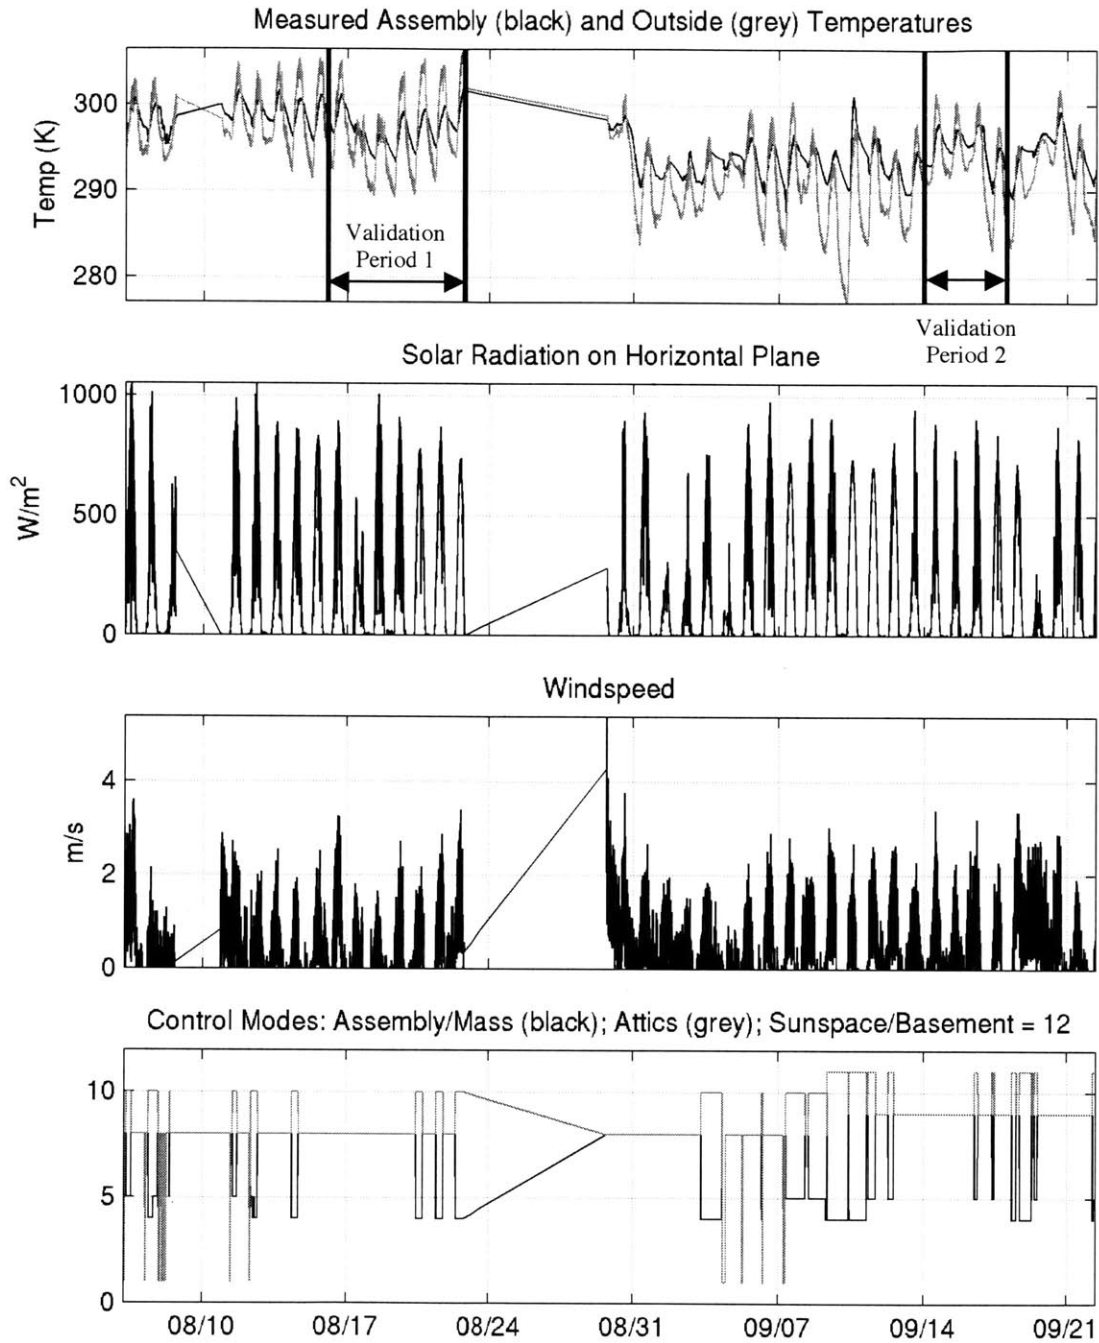 Measured Assembly (black) and Outside (grey) Temperatures
Temp (K)
300
290
280
Validation
Period 1
Validation
Period 2
Solar Radiation on Horizontal Plane
W/m²
1000
500
0
Windspeed
m/s
4
2
0
Control Modes: Assembly/Mass (black); Attics (grey); Sunspace/Basement = 12
10
5
0
08/10 08/17 08/24 08/31 09/07 09/14 09/21